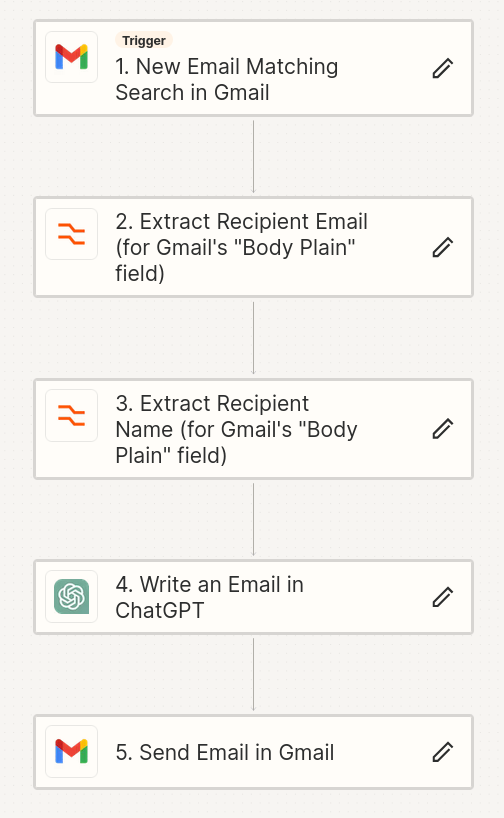 Trigger
1. New Email Matching
Search in Gmail
2. Extract Recipient Email
(for Gmail's "Body Plain"
field)
3. Extract Recipient
Name (for Gmail's "Body
Plain" field)
4. Write an Email in
ChatGPT
5. Send Email in Gmail